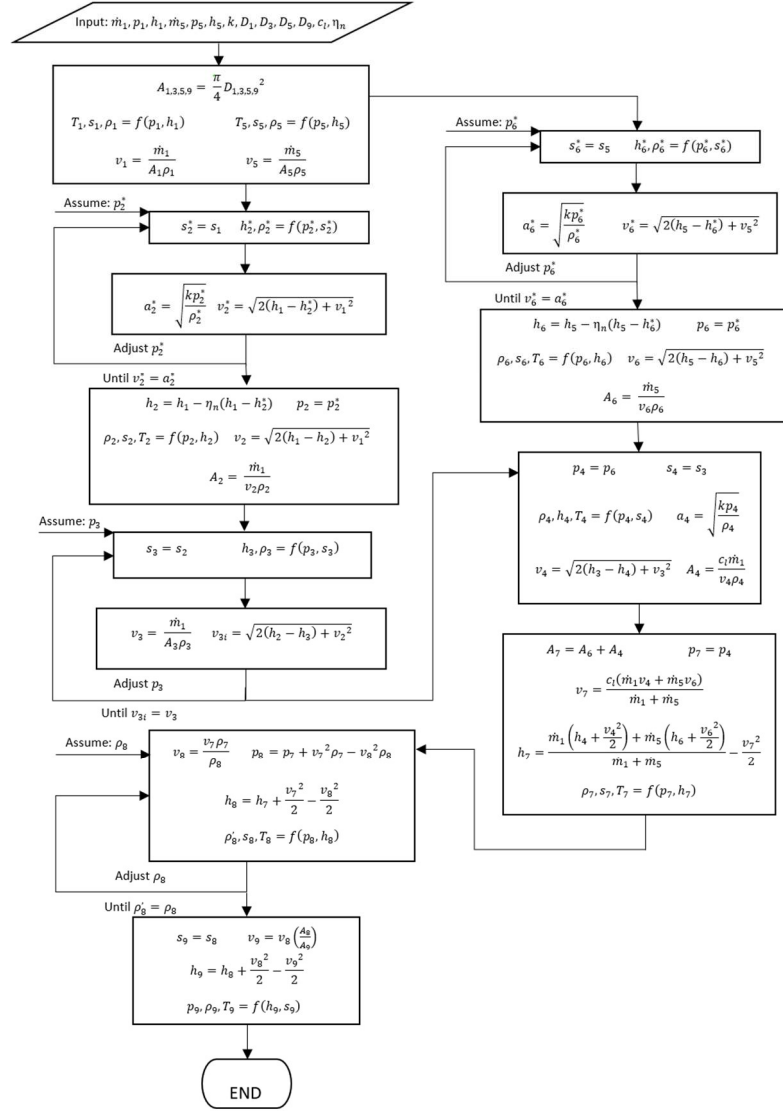 Input: ṁ₁, p₁, h₁, ṁ₅, p₅, h₅, k, D₁, D₃, D₅, D₉, c_l, η_n
A₁,₃,₅,₉ = π/4 D₁,₃,₅,₉²
T₁, s₁, ρ₁ = f(p₁, h₁) T₅, s₅, ρ₅ = f(p₅, h₅)
v₁ = ṁ₁/(A₁ρ₁) v₅ = ṁ₅/(A₅ρ₅)
Assume: p₂*
s₂* = s₁ h₂*, ρ₂* = f(p₂*, s₂*)
a₂* = √(kp₂*/ρ₂*) v₂* = √(2(h₁ − h₂*) + v₁²)
Adjust p₂*
Until v₂* = a₂*
h₂ = h₁ − η_n(h₁ − h₂*) p₂ = p₂*
ρ₂, s₂, T₂ = f(p₂, h₂) v₂ = √(2(h₁ − h₂) + v₁²)
A₂ = ṁ₁/(v₂ρ₂)
Assume: p₃
s₃ = s₂ h₃, ρ₃ = f(p₃, s₃)
v₃ = ṁ₁/(A₃ρ₃) v₃ᵢ = √(2(h₂ − h₃) + v₂²)
Adjust p₃
Until v₃ᵢ = v₃
Assume: p₆*
s₆* = s₅ h₆*, ρ₆* = f(p₆*, s₆*)
a₆* = √(kp₆*/ρ₆*) v₆* = √(2(h₅ − h₆*) + v₅²)
Adjust p₆*
Until v₆* = a₆*
h₆ = h₅ − η_n(h₅ − h₆*) p₆ = p₆*
ρ₆, s₆, T₆ = f(p₆, h₆) v₆ = √(2(h₅ − h₆) + v₅²)
A₆ = ṁ₅/(v₆ρ₆)
p₄ = p₆ s₄ = s₃
ρ₄, h₄, T₄ = f(p₄, s₄) a₄ = √(kp₄/ρ₄)
v₄ = √(2(h₃ − h₄) + v₃²) A₄ = c_lṁ₁/(v₄ρ₄)
A₇ = A₆ + A₄ p₇ = p₄
v₇ = c_l(ṁ₁v₄ + ṁ₅v₆)/(ṁ₁ + ṁ₅)
h₇ = (ṁ₁(h₄ + v₄²/2) + ṁ₅(h₆ + v₆²/2))/(ṁ₁ + ṁ₅) − v₇²/2
ρ₇, s₇, T₇ = f(p₇, h₇)
Assume: ρ₈
v₈ = v₇ρ₇/ρ₈ p₈ = p₇ + v₇²ρ₇ − v₈²ρ₈
h₈ = h₇ + v₇²/2 − v₈²/2
ρ₈′, s₈, T₈ = f(p₈, h₈)
Adjust ρ₈
Until ρ₈′ = ρ₈
s₉ = s₈ v₉ = v₈(A₈/A₉)
h₉ = h₈ + v₈²/2 − v₉²/2
p₉, ρ₉, T₉ = f(h₉, s₉)
END